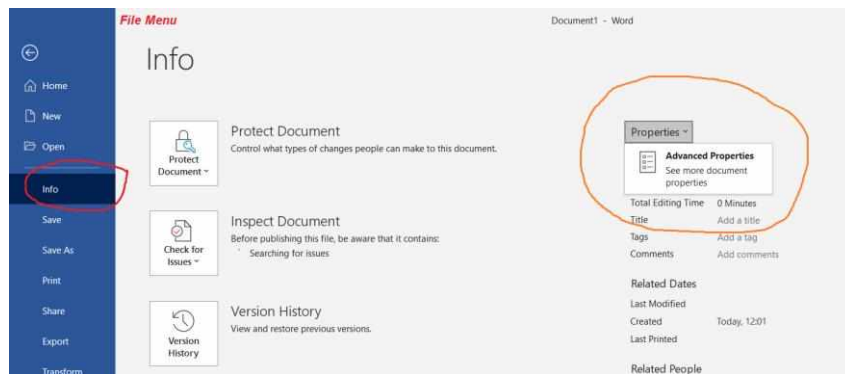 File Menu
Document1 - Word
Info
Home
New
Open
Info
Save
Save As
Print
Share
Export
Transform
Protect
Document
Protect Document
Control what types of changes people can make to this document.
Check for
Issues
Inspect Document
Before publishing this file, be aware that it contains:
Searching for issues
Version
History
Version History
View and restore previous versions.
Properties
Advanced Properties
See more document
properties
Total Editing Time 0 Minutes
Title Add a title
Tags Add a tag
Comments Add comments
Related Dates
Last Modified
Created Today, 12:01
Last Printed
Related People